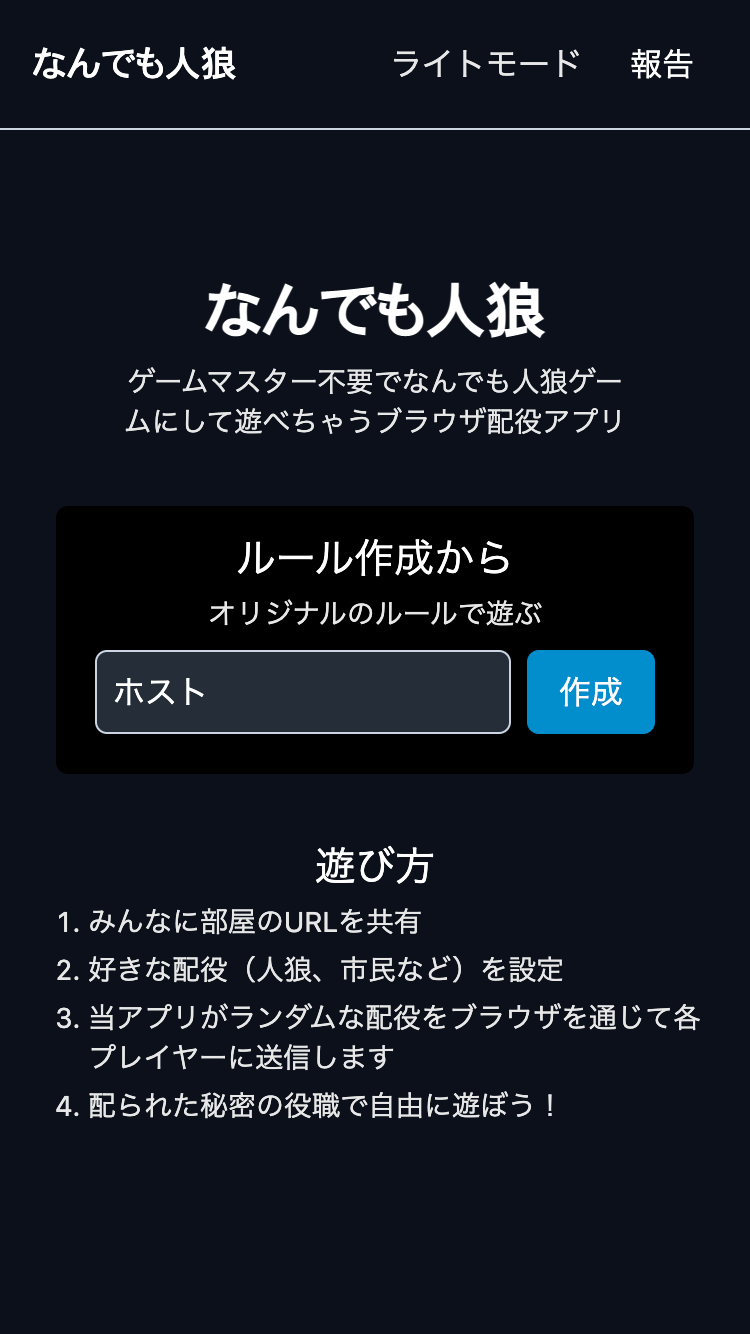 なんでも人狼 ライトモード 報告
なんでも人狼
ゲームマスター不要でなんでも人狼ゲー
ムにして遊べちゃうブラウザ配役アプリ
ルール作成から
オリジナルのルールで遊ぶ
ホスト 作成
遊び方
1. みんなに部屋のURLを共有
2. 好きな配役（人狼、市民など）を設定
3. 当アプリがランダムな配役をブラウザを通じて各
プレイヤーに送信します
4. 配られた秘密の役職で自由に遊ぼう！